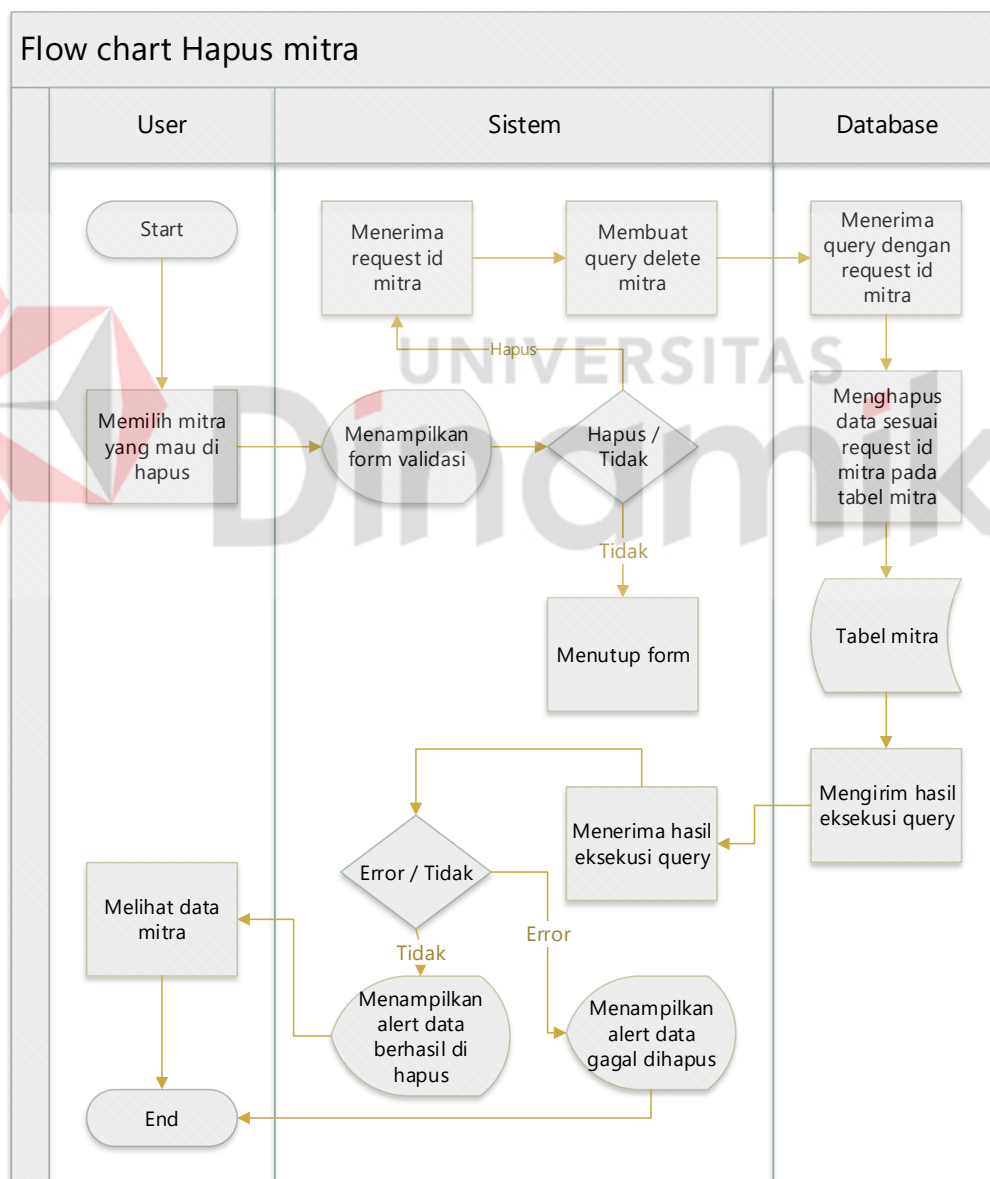 Flow chart Hapus mitra
User
Sistem
Database
Start
Menerima
request id
mitra
Membuat
query delete
mitra
Menerima
query dengan
request id
mitra
Hapus
UNIVERSITAS
Dinamik
Memilih mitra
yang mau di
hapus
Menampilkan
form validasi
Hapus /
Tidak
Menghapus
data sesuai
request id
mitra pada
tabel mitra
Tidak
Menutup form
Tabel mitra
Mengirim hasil
eksekusi query
Menerima hasil
eksekusi query
Error / Tidak
Melihat data
mitra
Error
Tidak
Menampilkan
alert data
berhasil di
hapus
Menampilkan
alert data
gagal dihapus
End